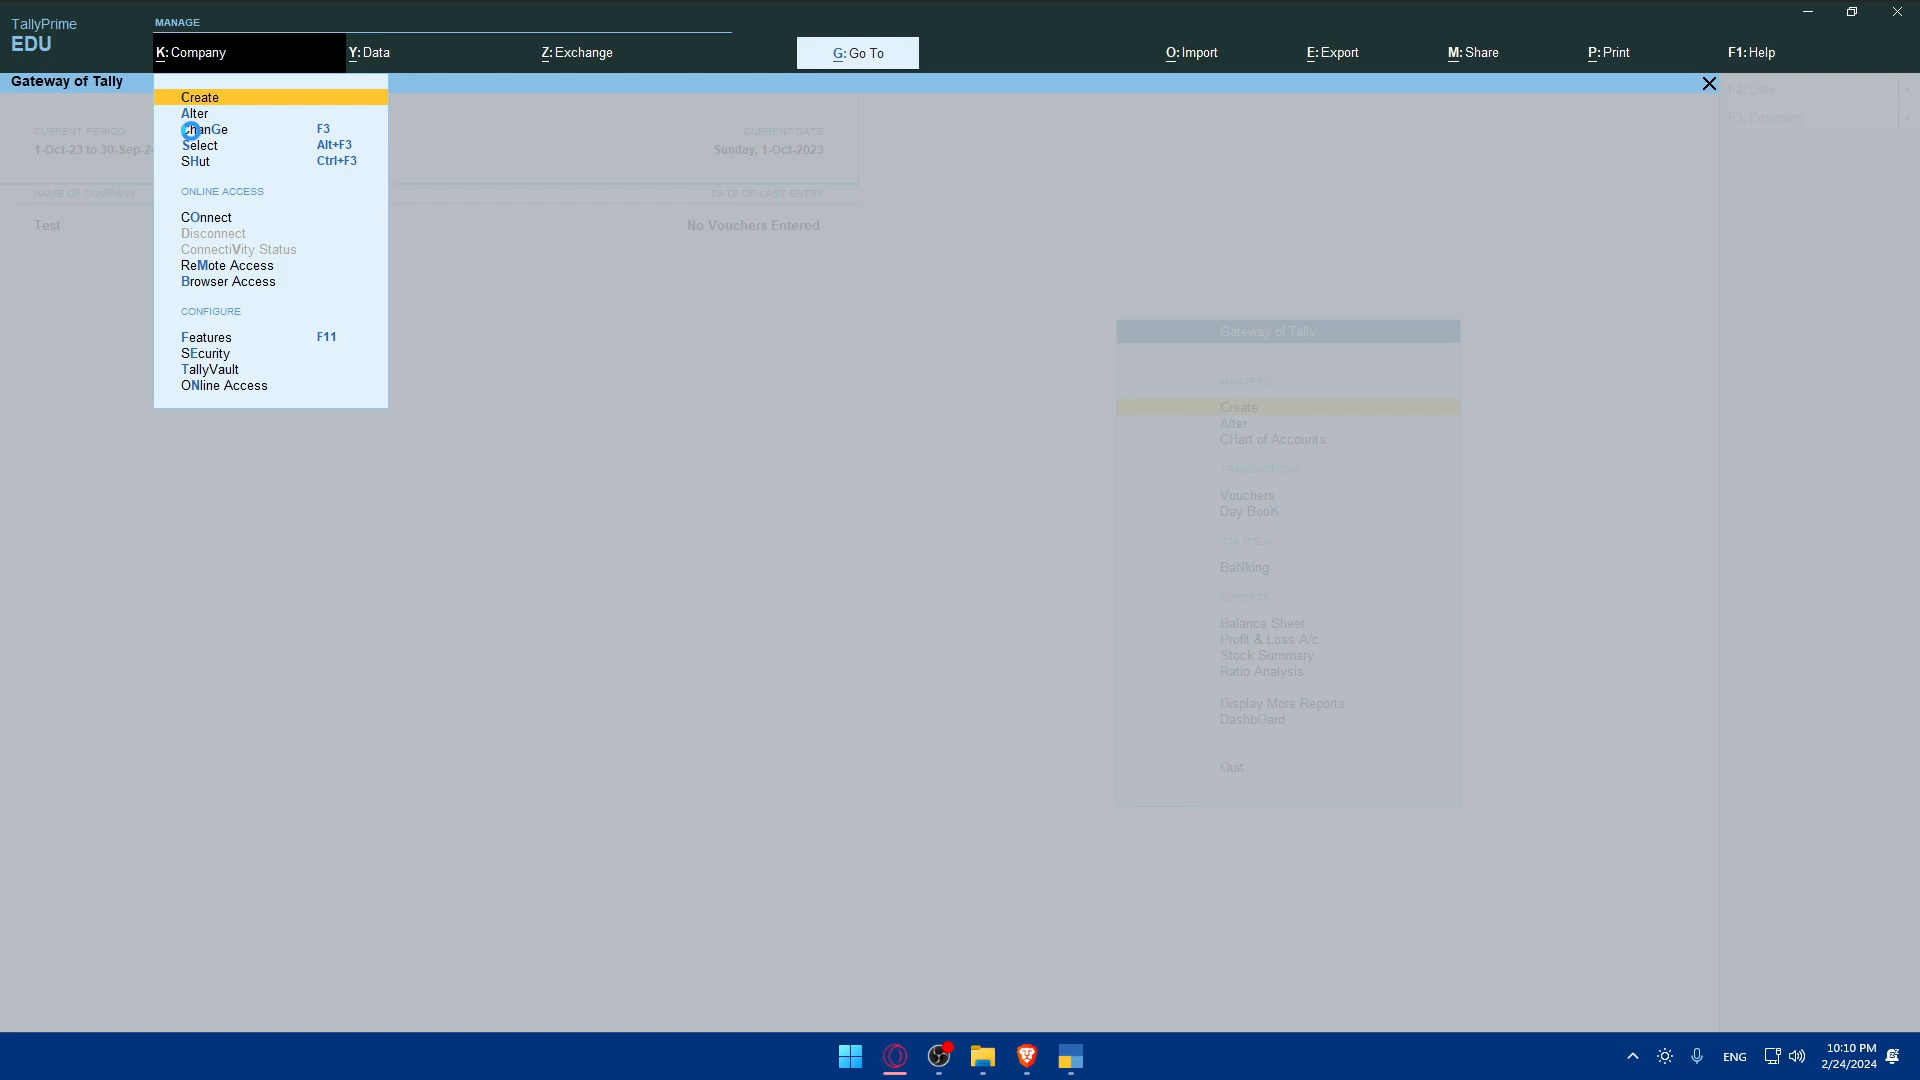 TallyPrime
EDU
MANAGE
K: Company
Y: Data
Z: Exchange
G: Go To
O: Import
E: Export
M: Share
P: Print
F1: Help
Gateway of Tally
F2: Date
F3: Company
Create
Alter
ChanGe F3
Select Alt+F3
SHut Ctrl+F3
ONLINE ACCESS
COnnect
Disconnect
ConnectiVity Status
ReMote Access
Browser Access
CONFIGURE
Features F11
SEcurity
TallyVault
ONline Access
CURRENT PERIOD
1-Oct-23 to 30-Sep-2
CURRENT DATE
Sunday, 1-Oct-2023
NAME OF COMPANY
DATE OF LAST ENTRY
Test
No Vouchers Entered
Gateway of Tally
MASTERS
Create
Alter
CHart of Accounts
TRANSACTIONS
Vouchers
Day BooK
UTILITIES
BaNking
REPORTS
Balance Sheet
Profit & Loss A/c
Stock Summary
Ratio Analysis
Display More Reports
DashbOard
Quit
ENG
10:10 PM
2/24/2024